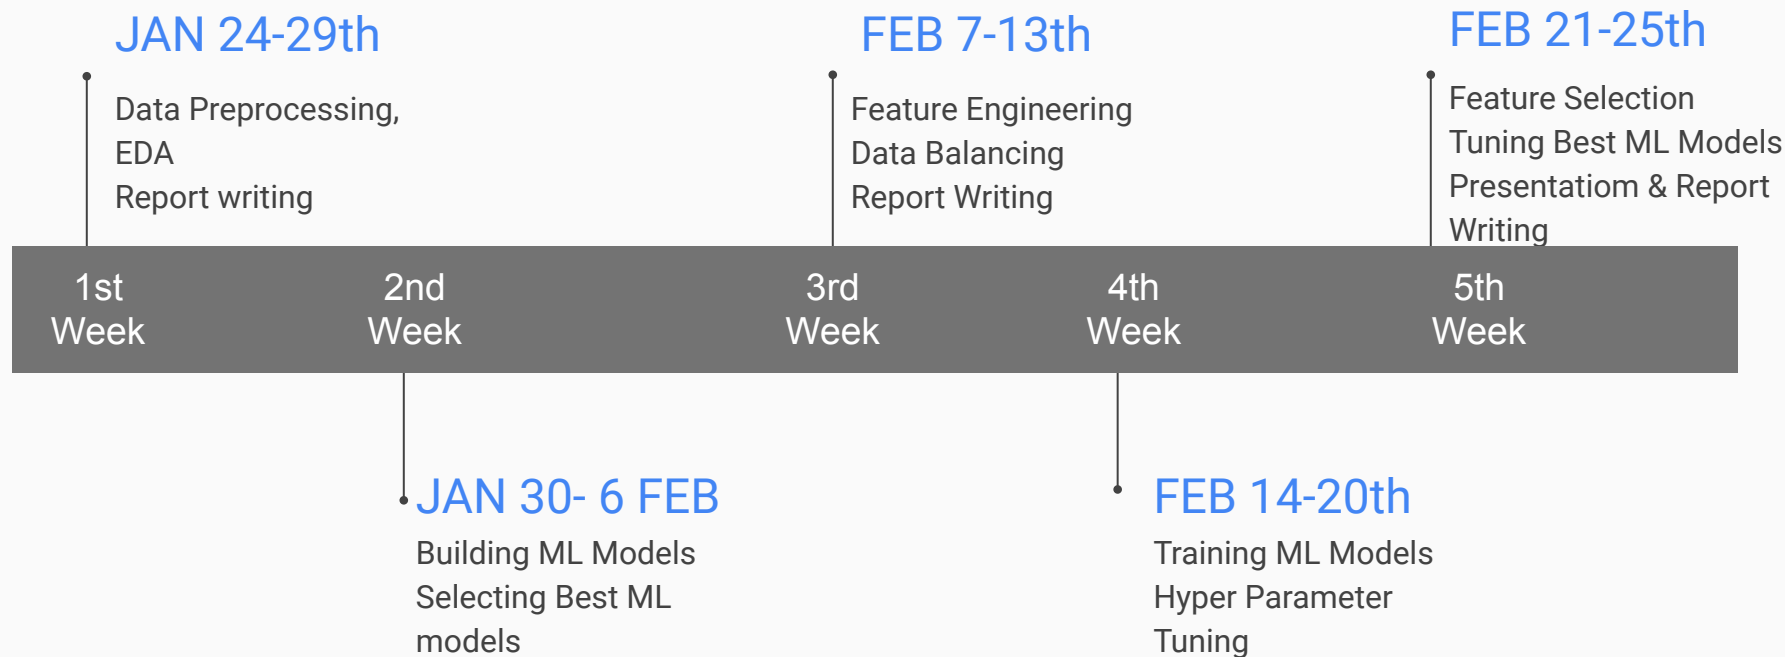 JAN 24-29th
Data Preprocessing,
EDA
Report writing
FEB 7-13th
Feature Engineering
Data Balancing
Report Writing
FEB 21-25th
Feature Selection
Tuning Best ML Models
Presentatiom & Report
Writing
1st
Week
2nd
Week
3rd
Week
4th
Week
5th
Week
JAN 30- 6 FEB
Building ML Models
Selecting Best ML
models
FEB 14-20th
Training ML Models
Hyper Parameter
Tuning